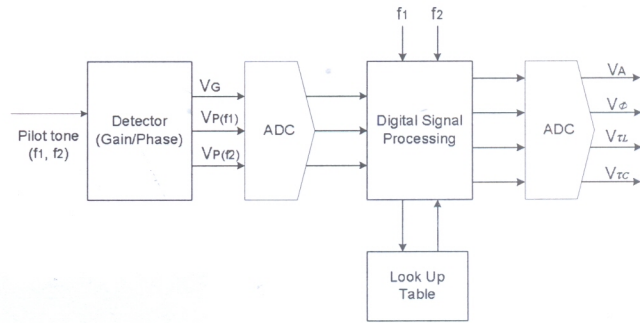 f1 f2
Pilot tone
(f1, f2)
Detector
(Gain/Phase)
VG
VP(f1)
VP(f2)
ADC
Digital Signal
Processing
Look Up
Table
ADC
VA
VΦ
VτL
VτC